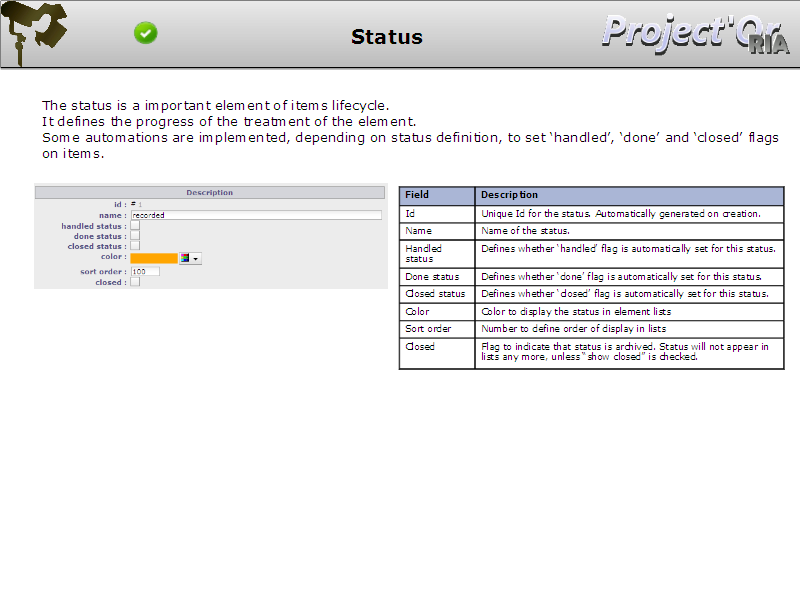 Status
Project'Or
RIA
The status is a important element of items lifecycle.
It defines the progress of the treatment of the element.
Some automations are implemented, depending on status definition, to set ‘handled’, ‘done’ and ‘closed’ flags
on items.
Description
id : # 1
name : recorded
handled status :
done status :
closed status :
color :
sort order : 100
closed :
Field Description
Id Unique Id for the status. Automatically generated on creation.
Name Name of the status.
Handled Defines whether ‘handled’ flag is automatically set for this status.
status
Done status Defines whether ‘done’ flag is automatically set for this status.
Closed status Defines whether ‘closed’ flag is automatically set for this status.
Color Color to display the status in element lists
Sort order Number to define order of display in lists
Closed Flag to indicate that status is archived. Status will not appear in
lists any more, unless “show closed” is checked.